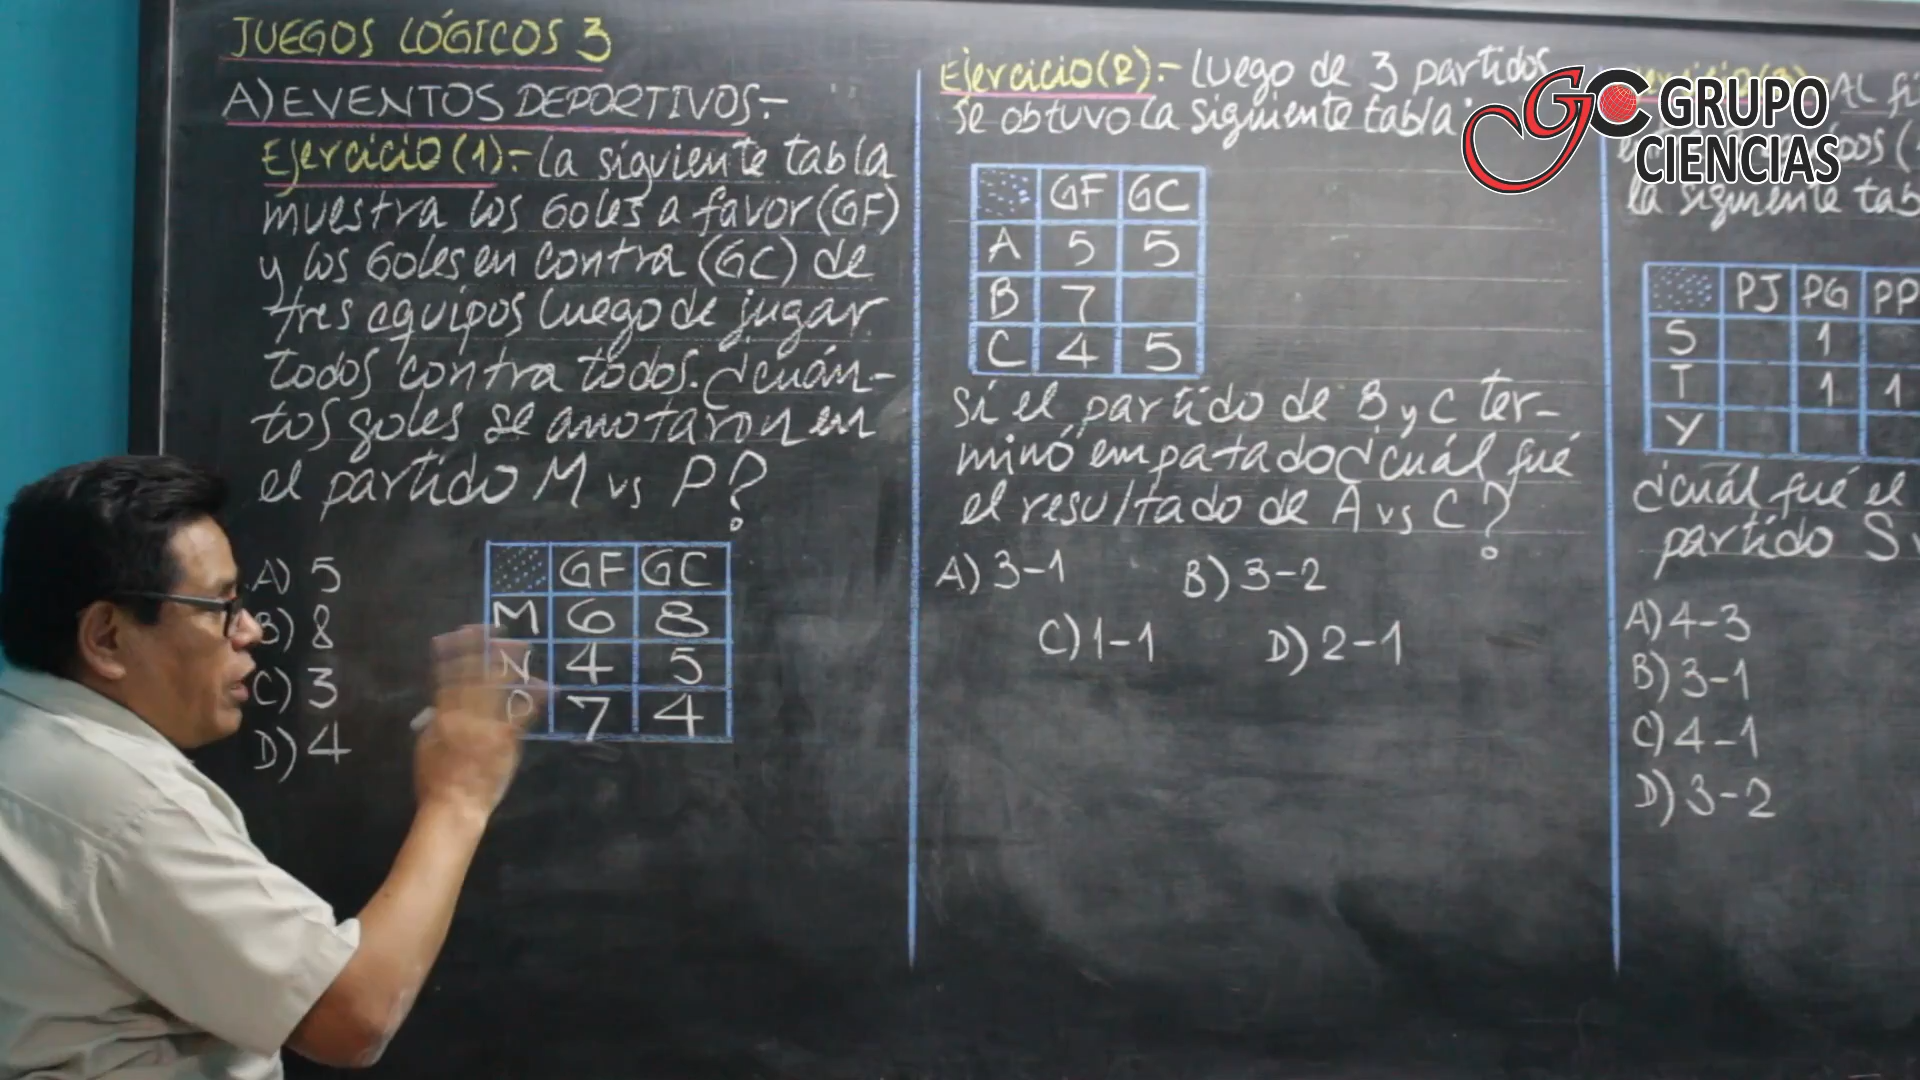 JUEGOS LÓGICOS 3
A) EVENTOS DEPORTIVOS.-
Ejercicio (1).- La siguiente tabla
muestra los Goles a favor (GF)
y los Goles en contra (GC) de
tres equipos luego de jugar
todos contra todos. ¿cuán-
tos goles se anotaron en
el partido M vs P?
A) 5
B) 8
C) 3
D) 4
GF GC
M 6 8
N 4 5
P 7 4
Ejercicio (2).- Luego de 3 partidos
se obtuvo la siguiente tabla:
GF GC
A 5 5
B 7
C 4 5
Si el partido de B y C ter-
minó empatado ¿cuál fué
el resultado de A vs C?
A) 3-1 B) 3-2
C) 1-1 D) 2-1
GC GRUPO
CIENCIAS
Al
la siguiente
PJ PG PP
S 1
T 1 1
Y
¿cuál fué el
partido S
A) 4-3
B) 3-1
C) 4-1
D) 3-2